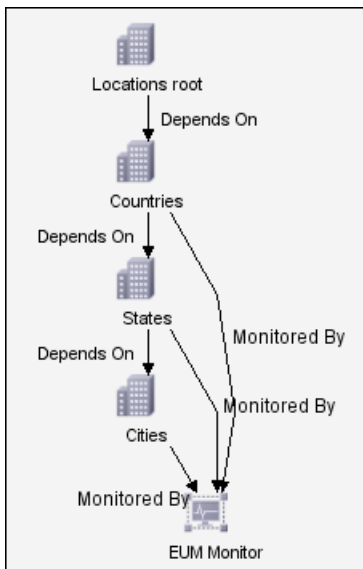 Locations root
Depends On
Countries
Depends On
States
Monitored By
Depends On
Monitored By
Cities
Monitored By
EUM Monitor